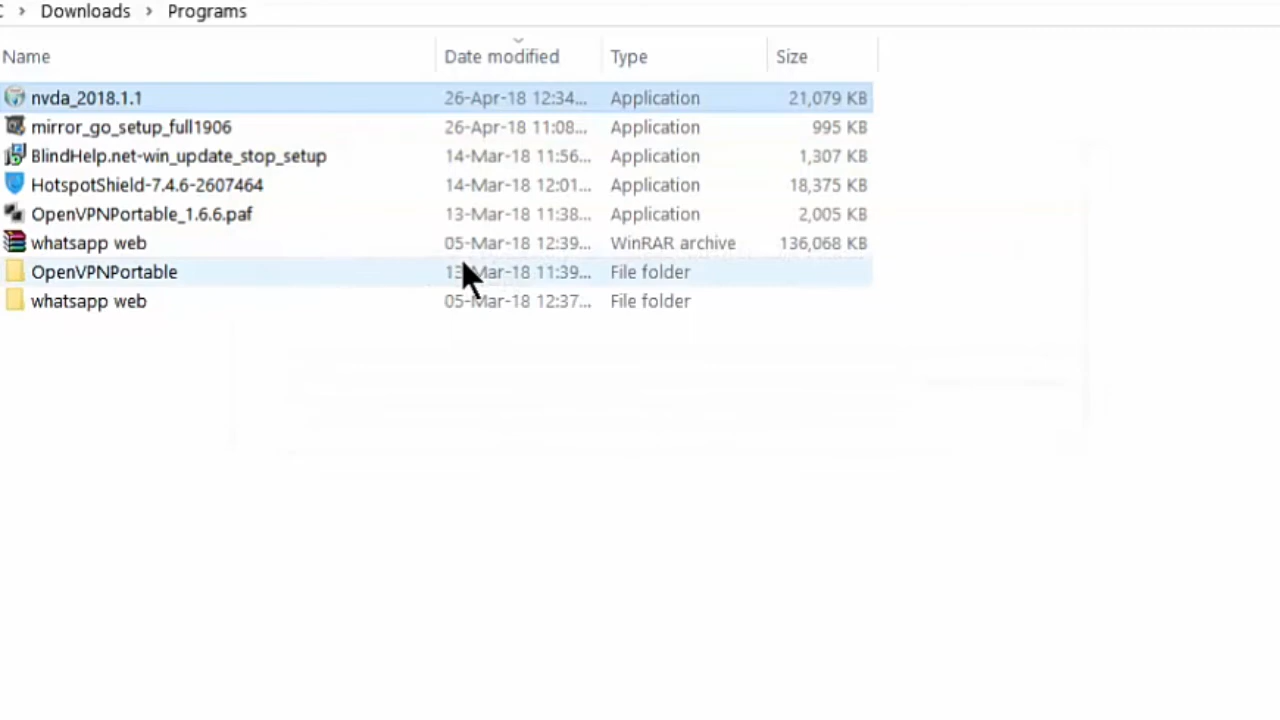 Downloads > Programs
Name Date modified Type Size
nvda_2018.1.1 26-Apr-18 12:34... Application 21,079 KB
mirror_go_setup_full1906 26-Apr-18 11:08... Application 995 KB
BlindHelp.net-win_update_stop_setup 14-Mar-18 11:56... Application 1,307 KB
HotspotShield-7.4.6-2607464 14-Mar-18 12:01... Application 18,375 KB
OpenVPNPortable_1.6.6.paf 13-Mar-18 11:38... Application 2,005 KB
whatsapp web 05-Mar-18 12:39... WinRAR archive 136,068 KB
OpenVPNPortable 13-Mar-18 11:39... File folder
whatsapp web 05-Mar-18 12:37... File folder